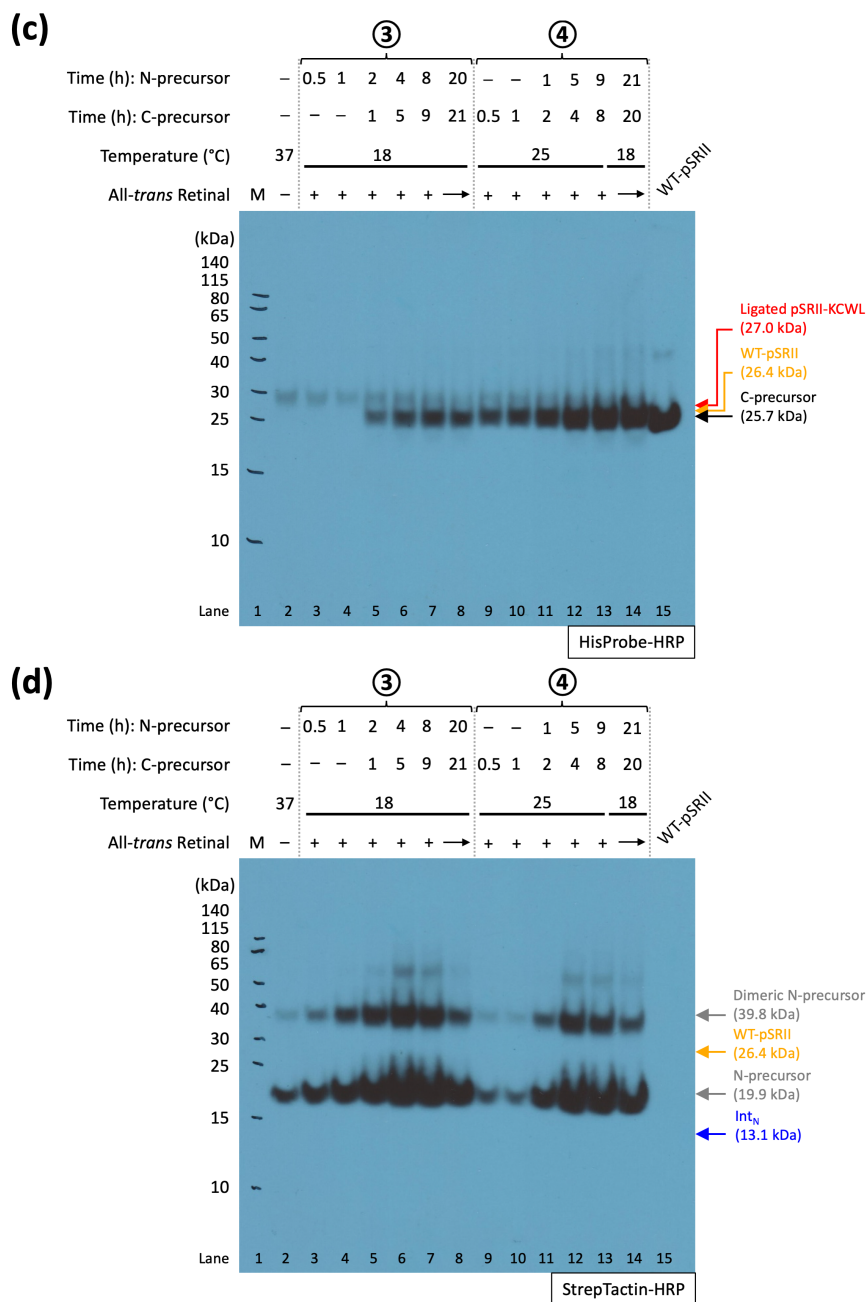 (c)
③ ④
Time (h): N-precursor – 0.5 1 2 4 8 20 – – 1 5 9 21
Time (h): C-precursor – – – 1 5 9 21 0.5 1 2 4 8 20
Temperature (°C) 37 18 25 18
WT-pSRII
All-trans Retinal M – + + + + + → + + + + + →
(kDa)
140
115
80
65
50
40
30
25
15
10
Ligated pSRII-KCWL
(27.0 kDa)
WT-pSRII
(26.4 kDa)
C-precursor
(25.7 kDa)
Lane 1 2 3 4 5 6 7 8 9 10 11 12 13 14 15
HisProbe-HRP
(d)
③ ④
Time (h): N-precursor – 0.5 1 2 4 8 20 – – 1 5 9 21
Time (h): C-precursor – – – 1 5 9 21 0.5 1 2 4 8 20
Temperature (°C) 37 18 25 18
WT-pSRII
All-trans Retinal M – + + + + + → + + + + + →
(kDa)
140
115
80
65
50
40
30
25
15
10
Dimeric N-precursor
(39.8 kDa)
WT-pSRII
(26.4 kDa)
N-precursor
(19.9 kDa)
IntN
(13.1 kDa)
Lane 1 2 3 4 5 6 7 8 9 10 11 12 13 14 15
StrepTactin-HRP